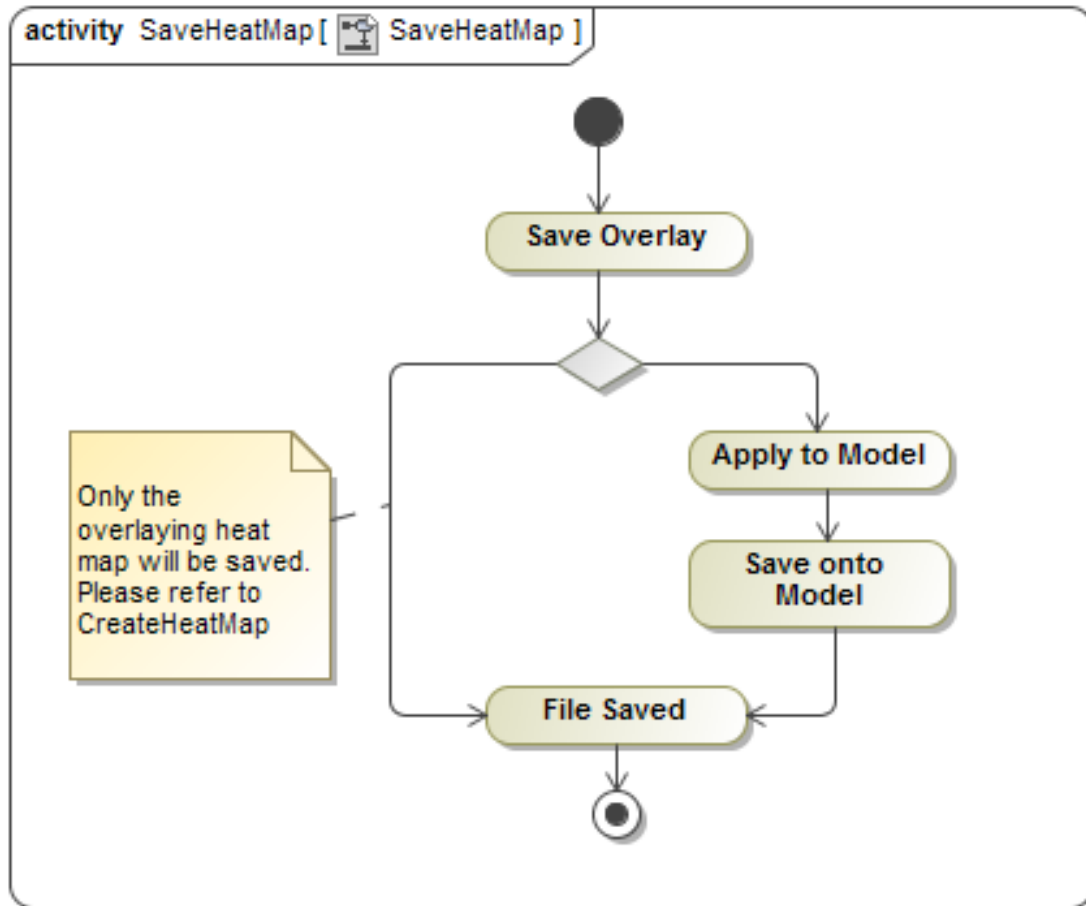 activity SaveHeatMap [ SaveHeatMap ]
Save Overlay
Apply to Model
Only the
overlaying heat
map will be saved.
Please refer to
CreateHeatMap
Save onto
Model
File Saved